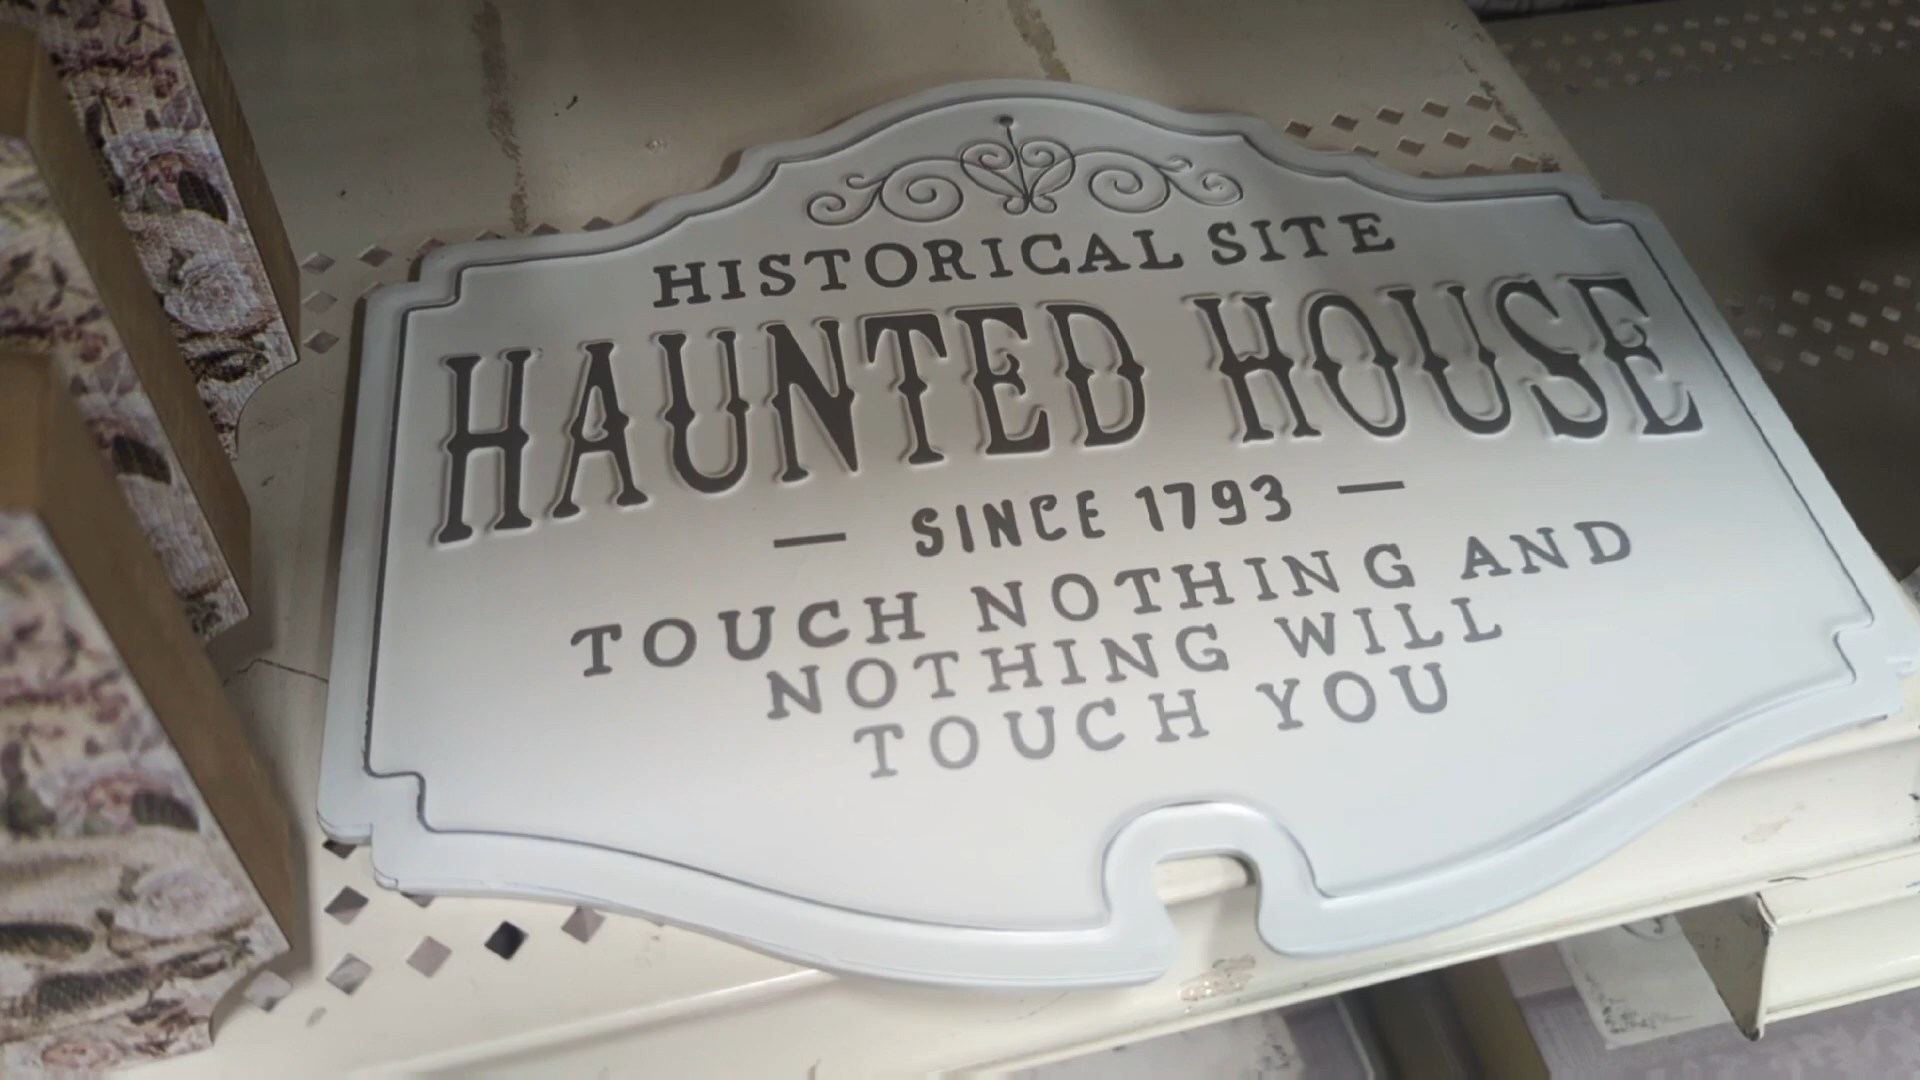 HISTORICAL SITE
HAUNTED HOUSE
— SINCE 1793 —
TOUCH NOTHING AND
NOTHING WILL
TOUCH YOU